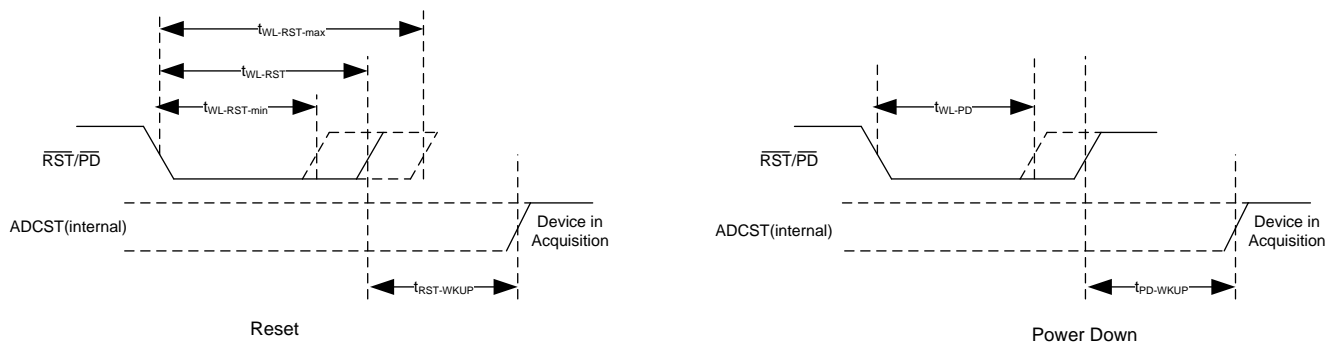 tWL-RST-max
tWL-RST
tWL-RST-min
RST/PD
ADCST(internal)
Device in
Acquisition
tRST-WKUP
Reset
tWL-PD
RST/PD
ADCST(internal)
Device in
Acquisition
tPD-WKUP
Power Down